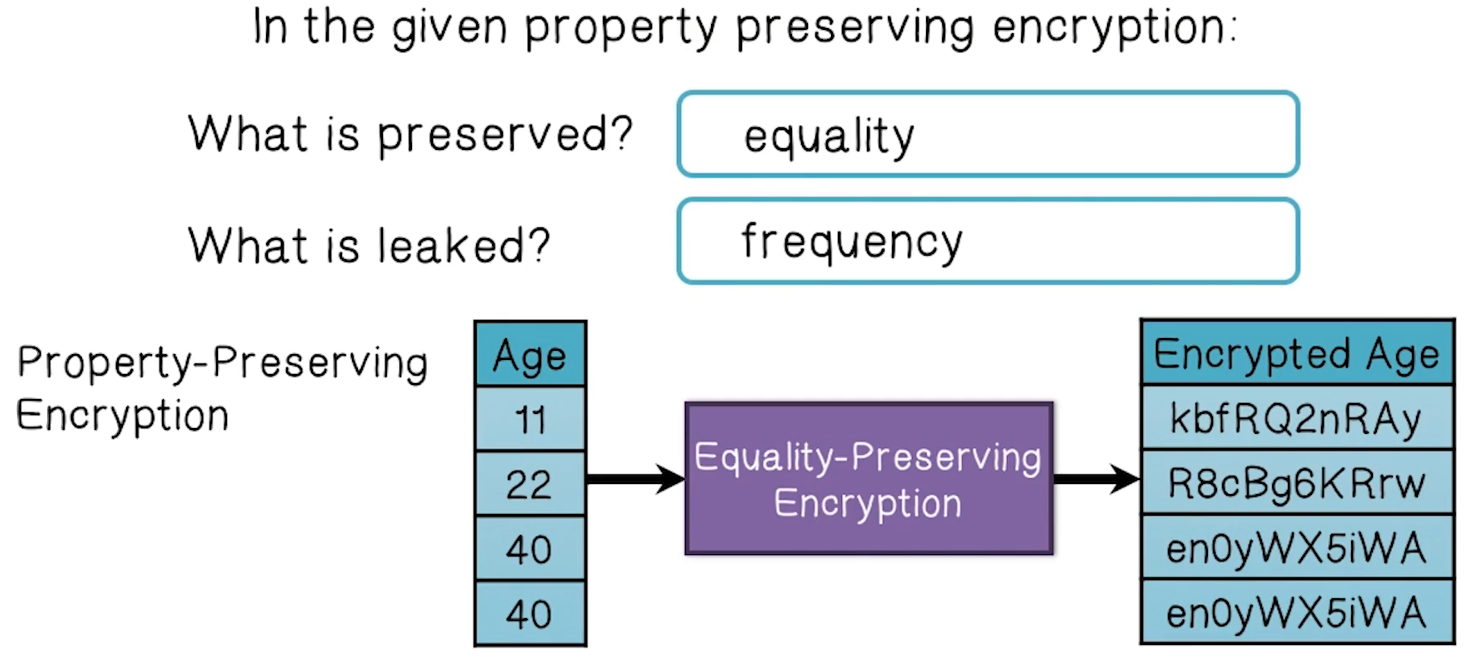 In the given property preserving encryption:
What is preserved?
equality
What is leaked?
frequency
Property-Preserving
Encryption
Age
11
22
40
40
Equality-Preserving
Encryption
Encrypted Age
kbfRQ2nRAy
R8cBg6KRrw
en0yWX5iWA
en0yWX5iWA